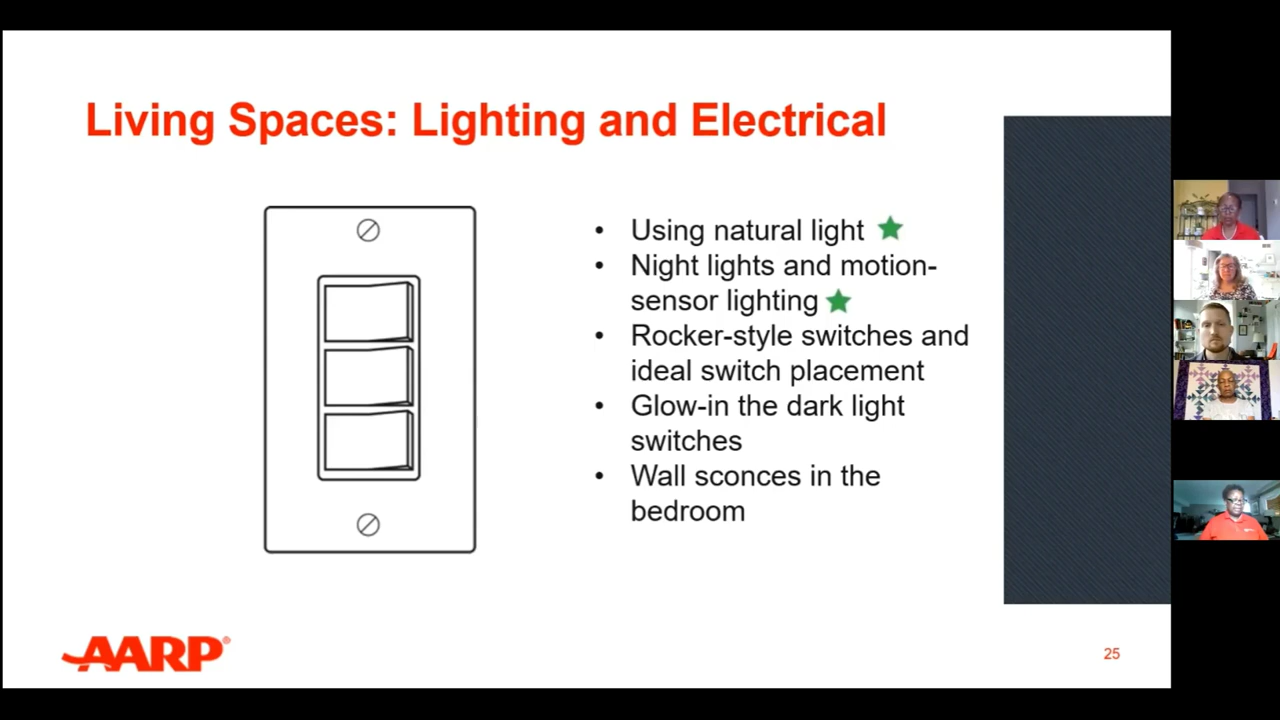 Living Spaces: Lighting and Electrical
• Using natural light
• Night lights and motion-
sensor lighting
• Rocker-style switches and
ideal switch placement
• Glow-in the dark light
switches
• Wall sconces in the
bedroom
AARP®
25